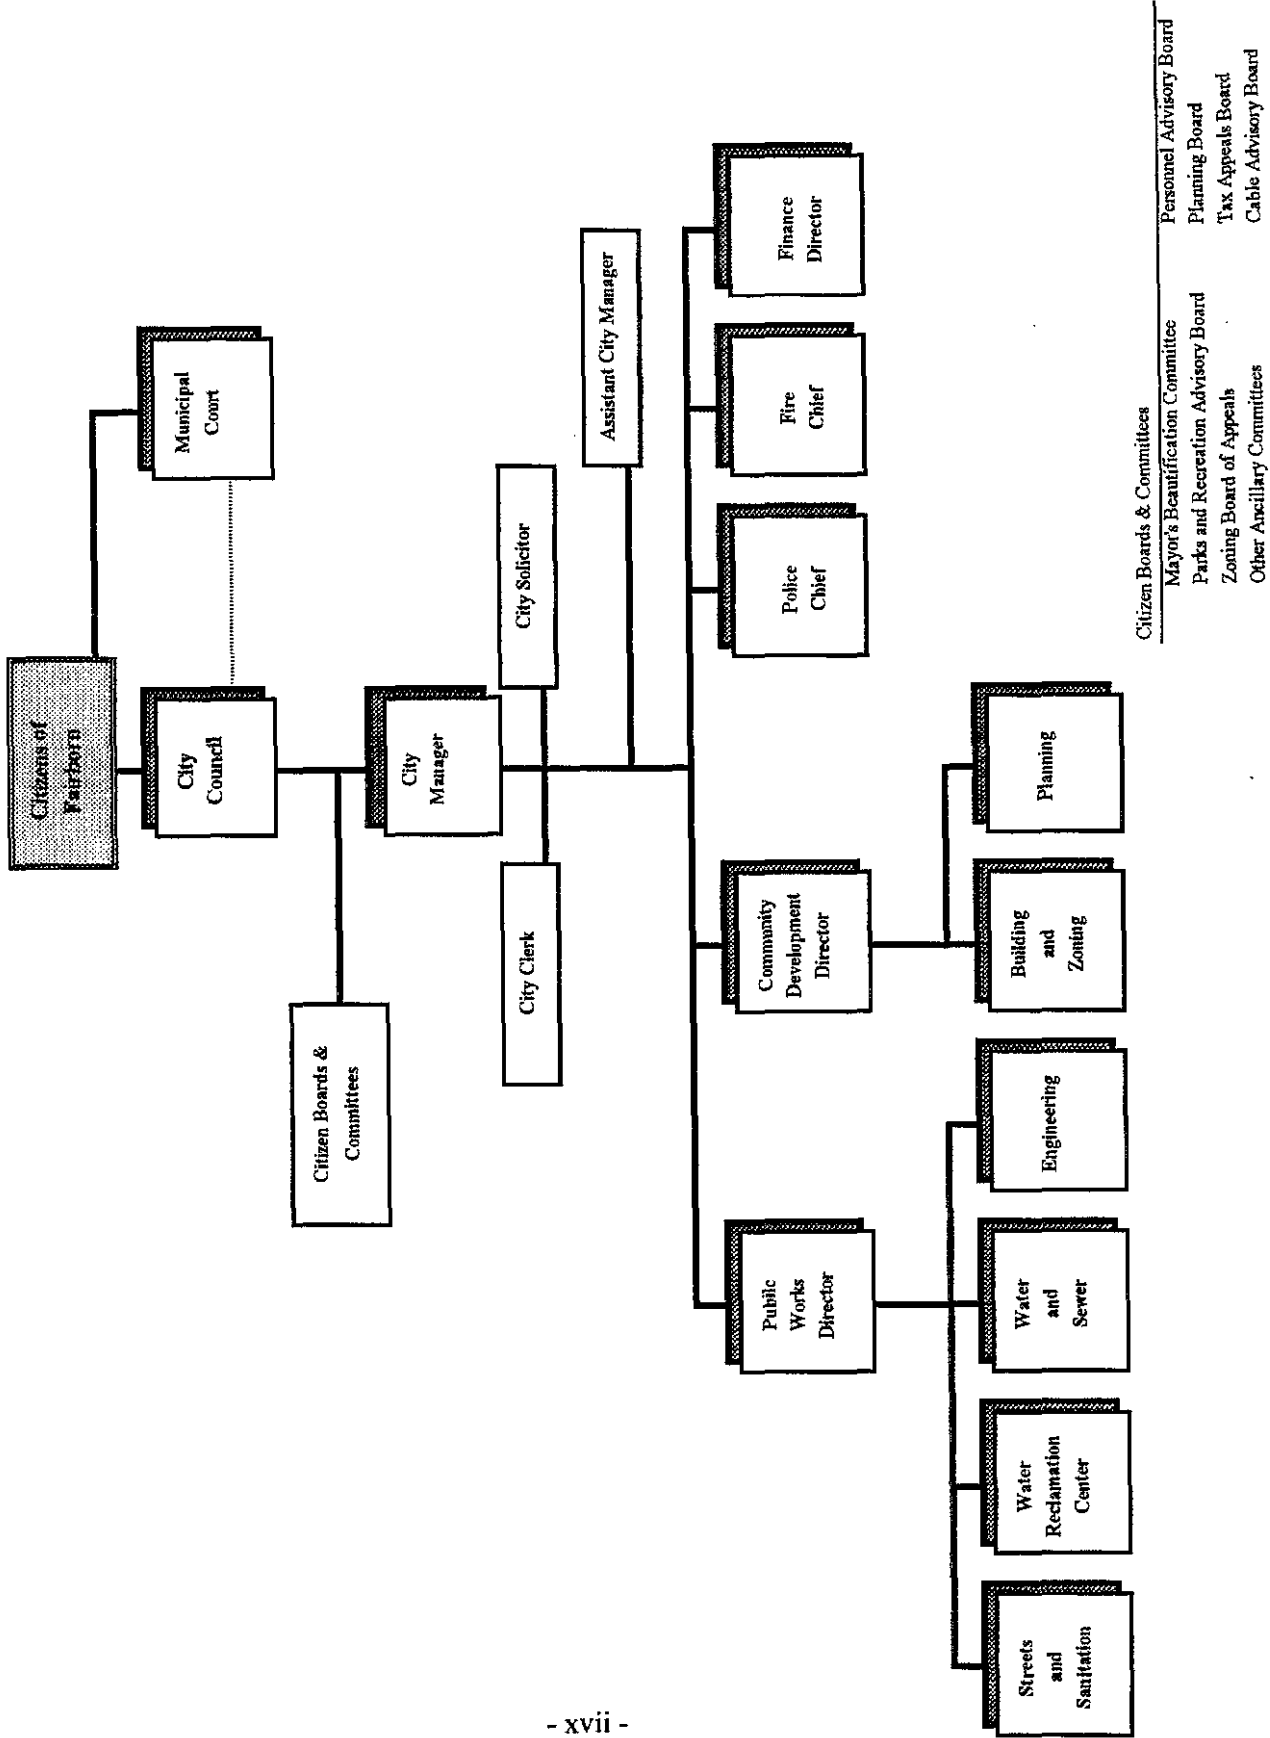 Citizens of
Fairborn
Municipal
Court
City
Council
Citizen Boards &
Committees
City
Manager
City Clerk
City Solicitor
Assistant City Manager
Public
Works
Director
Community
Development
Director
Police
Chief
Fire
Chief
Finance
Director
Streets
and
Sanitation
Water
Reclamation
Center
Water
and
Sewer
Engineering
Building
and
Zoning
Planning
Citizen Boards & Committees
Mayor's Beautification Committee
Parks and Recreation Advisory Board
Zoning Board of Appeals
Other Ancillary Committees
Personnel Advisory Board
Planning Board
Tax Appeals Board
Cable Advisory Board
- xvii -